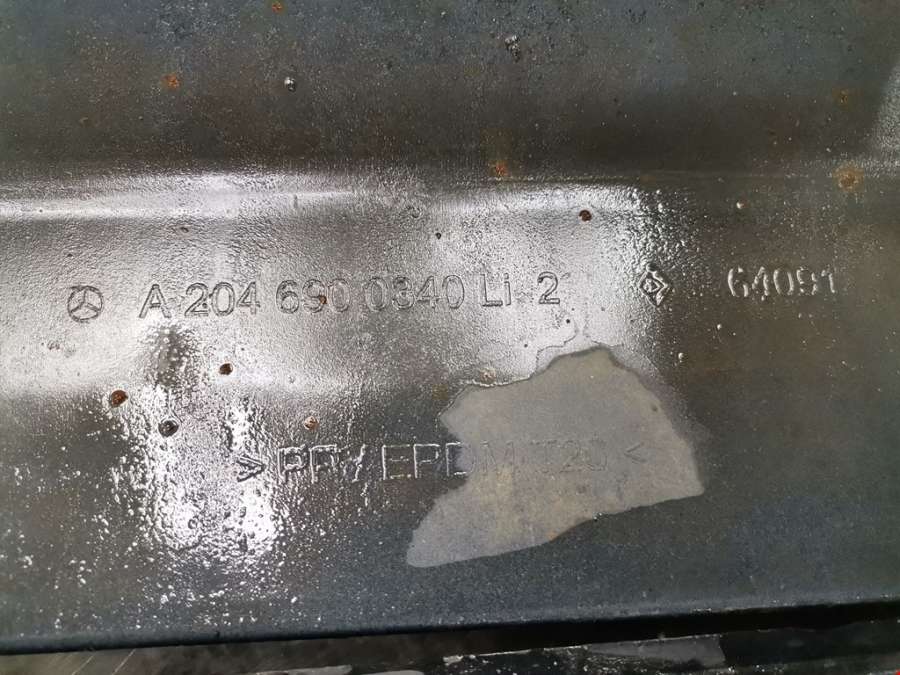 A 204 690 0340 Li 2 64091
> PP / EPDM T20 <